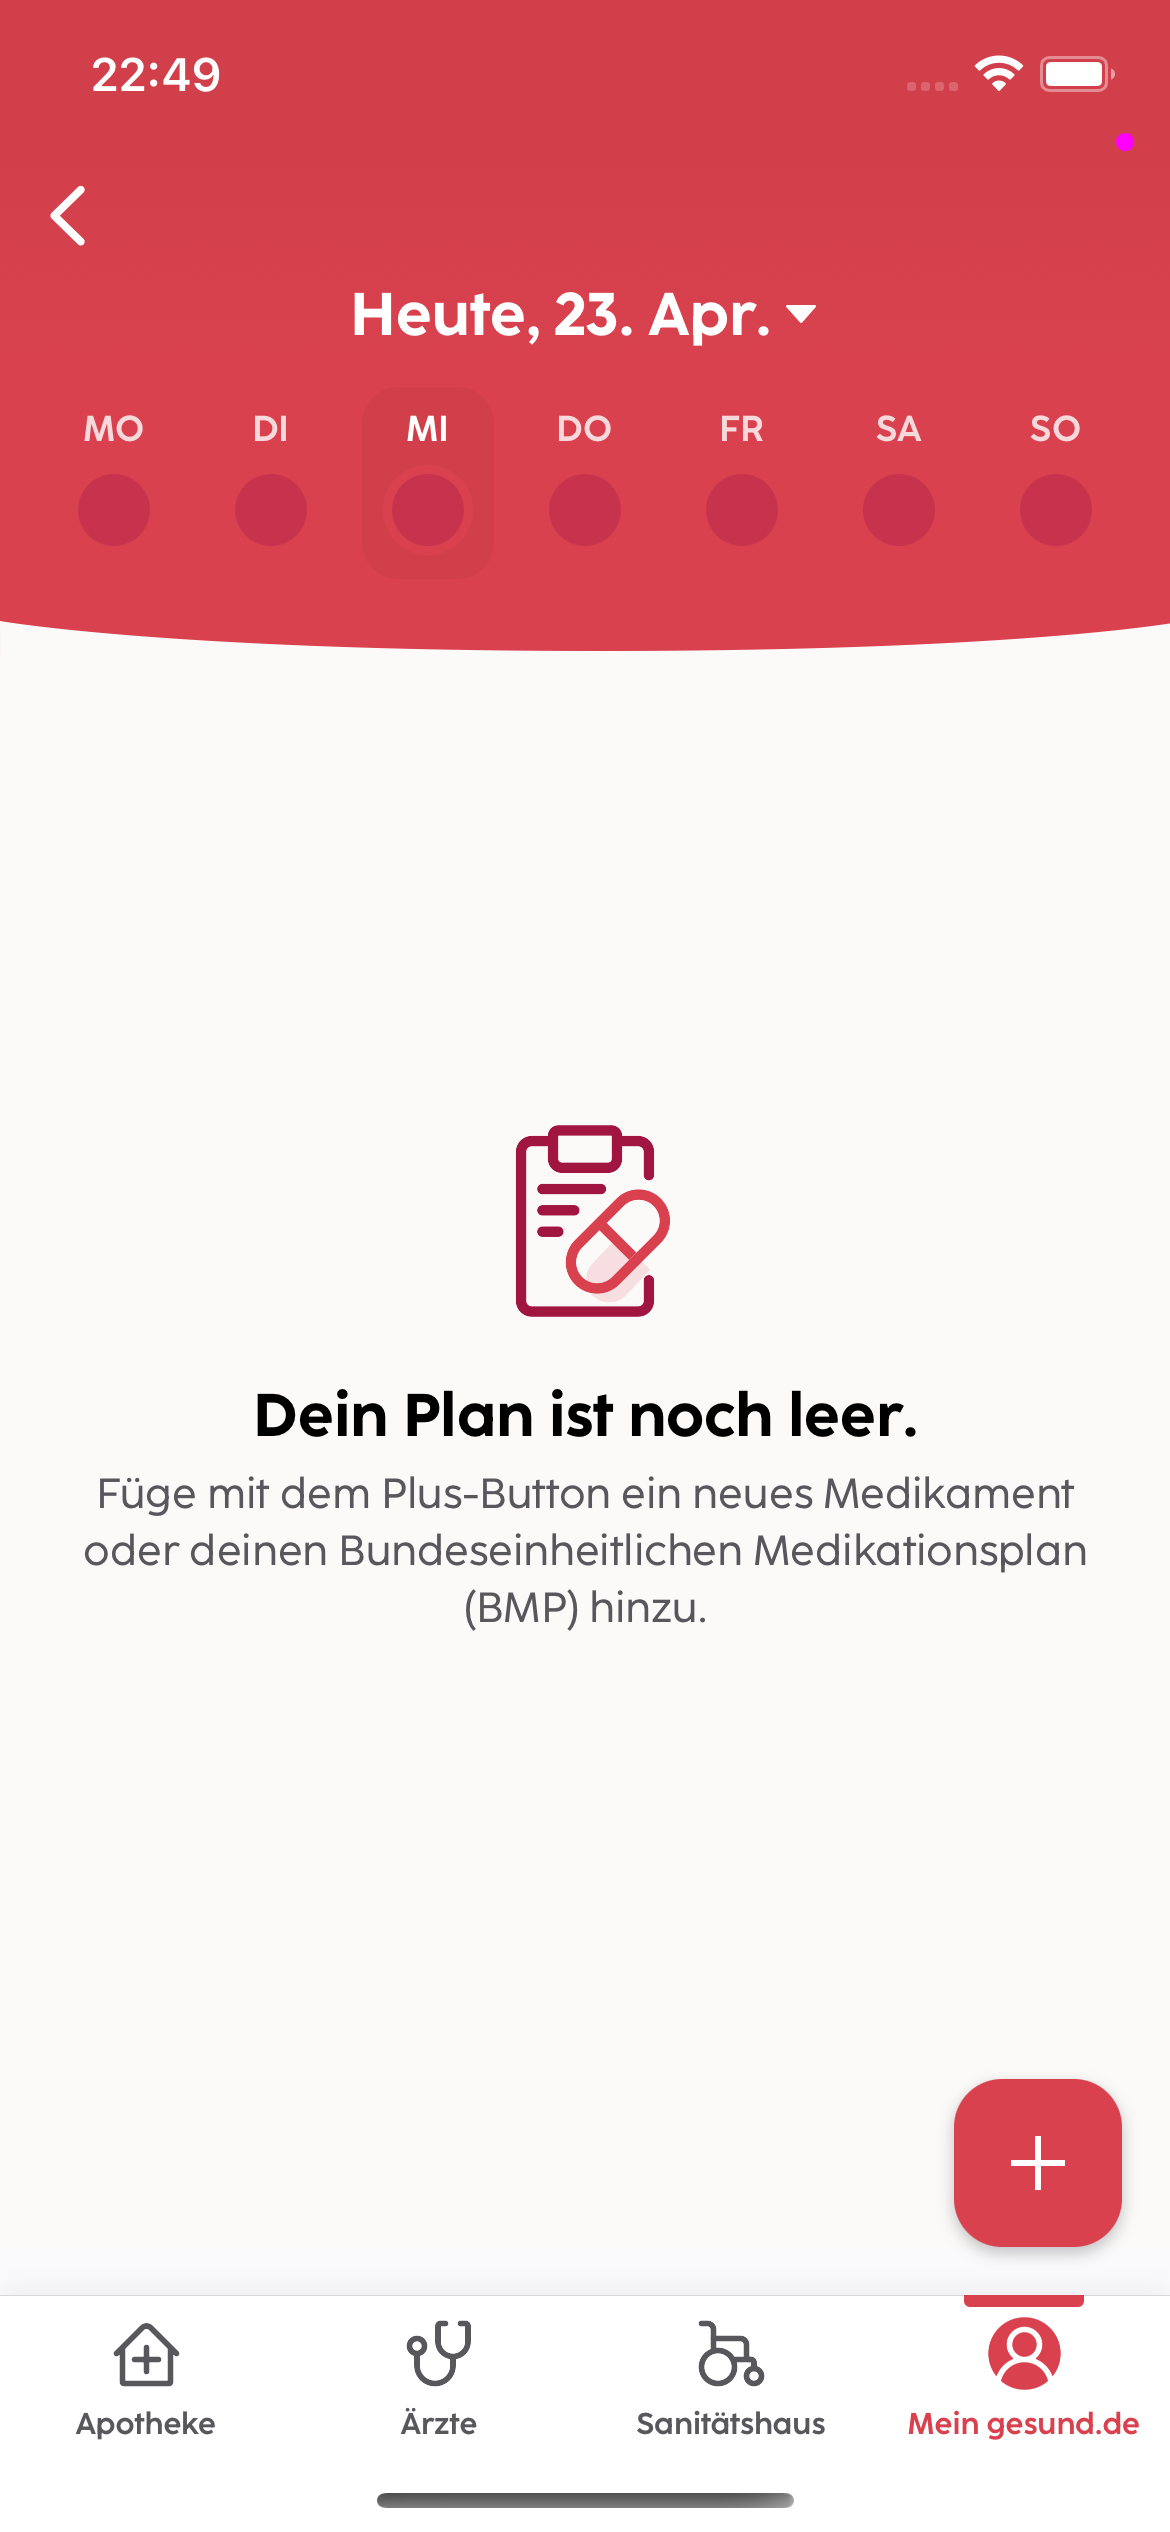 22:49
Heute, 23. Apr.
MO DI MI DO FR SA SO
Dein Plan ist noch leer.
Füge mit dem Plus-Button ein neues Medikament
oder deinen Bundeseinheitlichen Medikationsplan
(BMP) hinzu.
Apotheke Ärzte Sanitätshaus Mein gesund.de